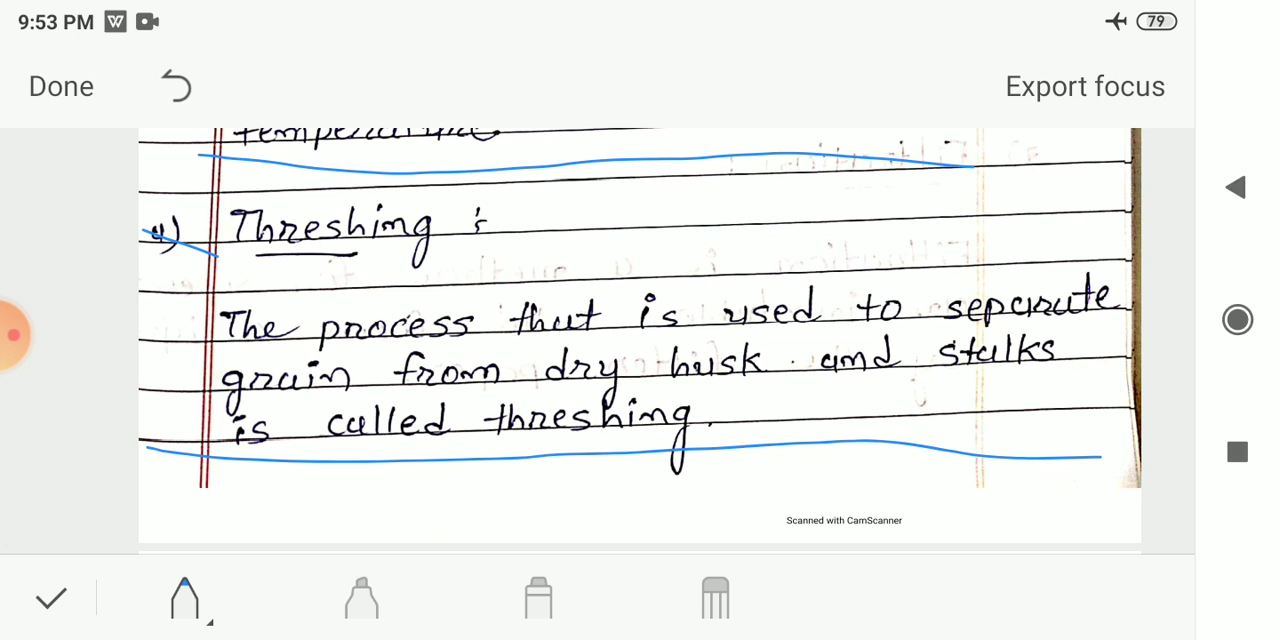 9:53 PM
79
Done
Export focus
temperature
4) Threshing :
The process that is used to separate
grain from dry husk and stalks
is called threshing.
Scanned with CamScanner